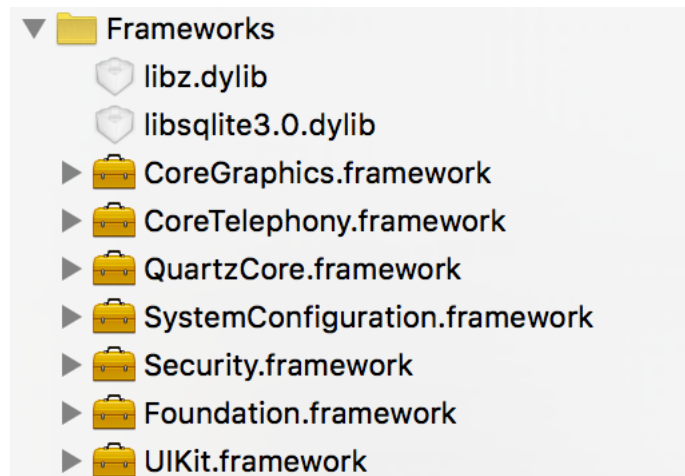 Frameworks
libz.dylib
libsqlite3.0.dylib
CoreGraphics.framework
CoreTelephony.framework
QuartzCore.framework
SystemConfiguration.framework
Security.framework
Foundation.framework
UIKit.framework